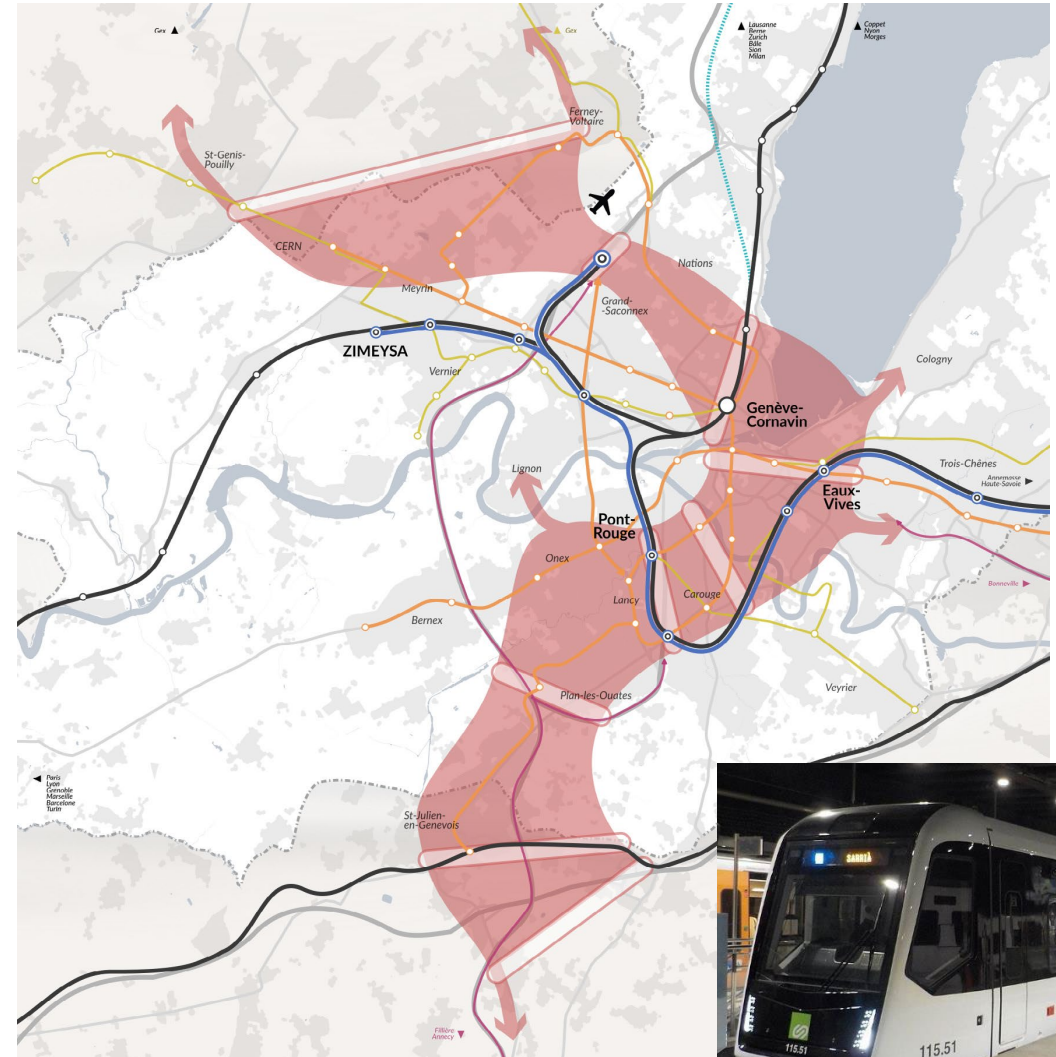 Gex
Gex
Lausanne
Berne
Zurich
Bâle
Sion
Milan
Coppet
Nyon
Morges
Ferney-
Voltaire
St-Genis-
Pouilly
CERN
Nations
Meyrin
Grand-
-Saconnex
ZIMEYSA
Vernier
Cologny
Genève-
Cornavin
Lignon
Trois-Chênes
Annemasse
Haute-Savoie
Eaux-
Vives
Pont-
Rouge
Onex
Lancy
Carouge
Bonneville
Bernex
Veyrier
Plan-les-Ouates
Paris
Lyon
Grenoble
Marseille
Barcelone
Turin
St-Julien-
en-Genevois
SARRIÀ
Fillière
Annecy
115.51
115.51